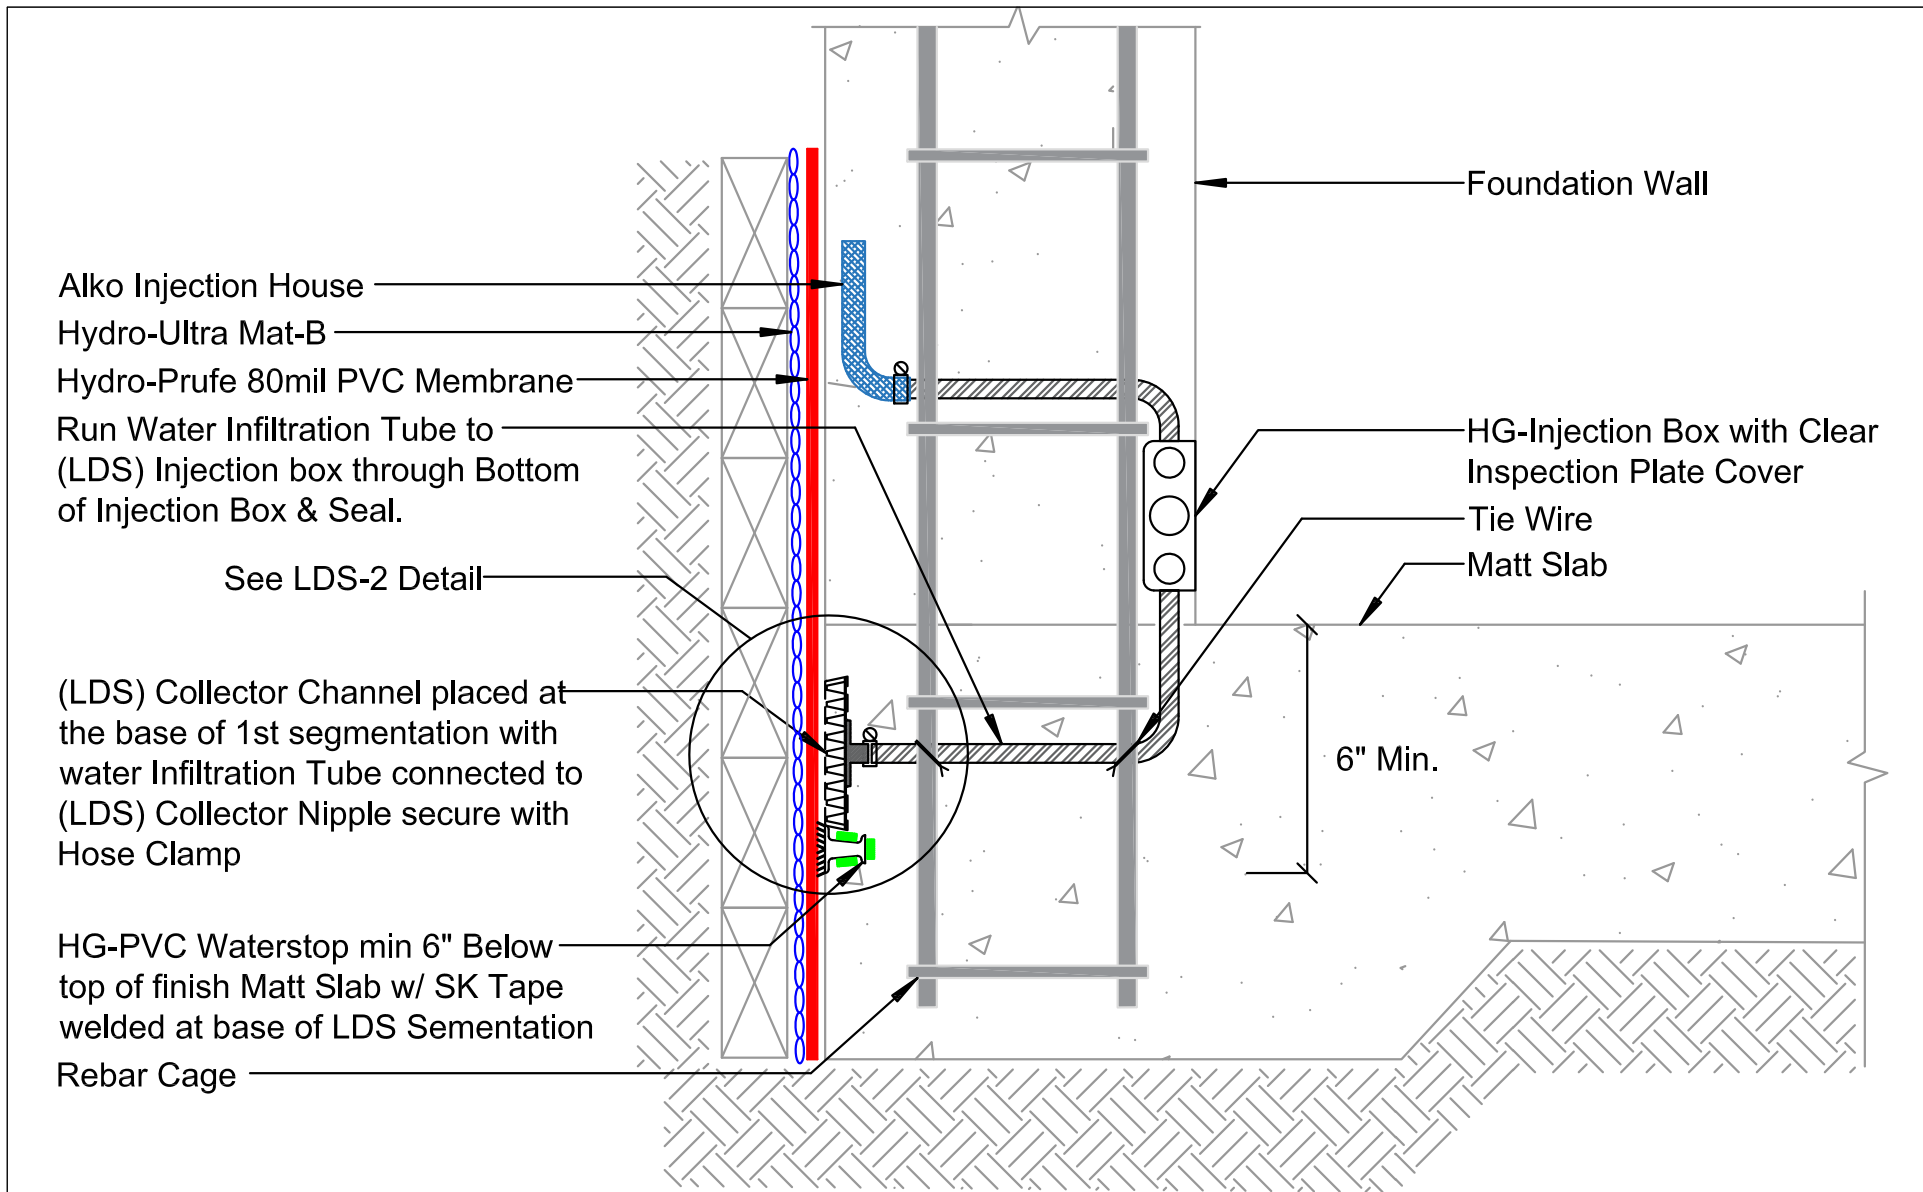 Alko Injection House
Hydro-Ultra Mat-B
Hydro-Prufe 80mil PVC Membrane
Run Water Infiltration Tube to
(LDS) Injection box through Bottom
of Injection Box & Seal.
See LDS-2 Detail
(LDS) Collector Channel placed at
the base of 1st segmentation with
water Infiltration Tube connected to
(LDS) Collector Nipple secure with
Hose Clamp
HG-PVC Waterstop min 6" Below
top of finish Matt Slab w/ SK Tape
welded at base of LDS Sementation
Rebar Cage
Foundation Wall
HG-Injection Box with Clear
Inspection Plate Cover
Tie Wire
Matt Slab
6" Min.